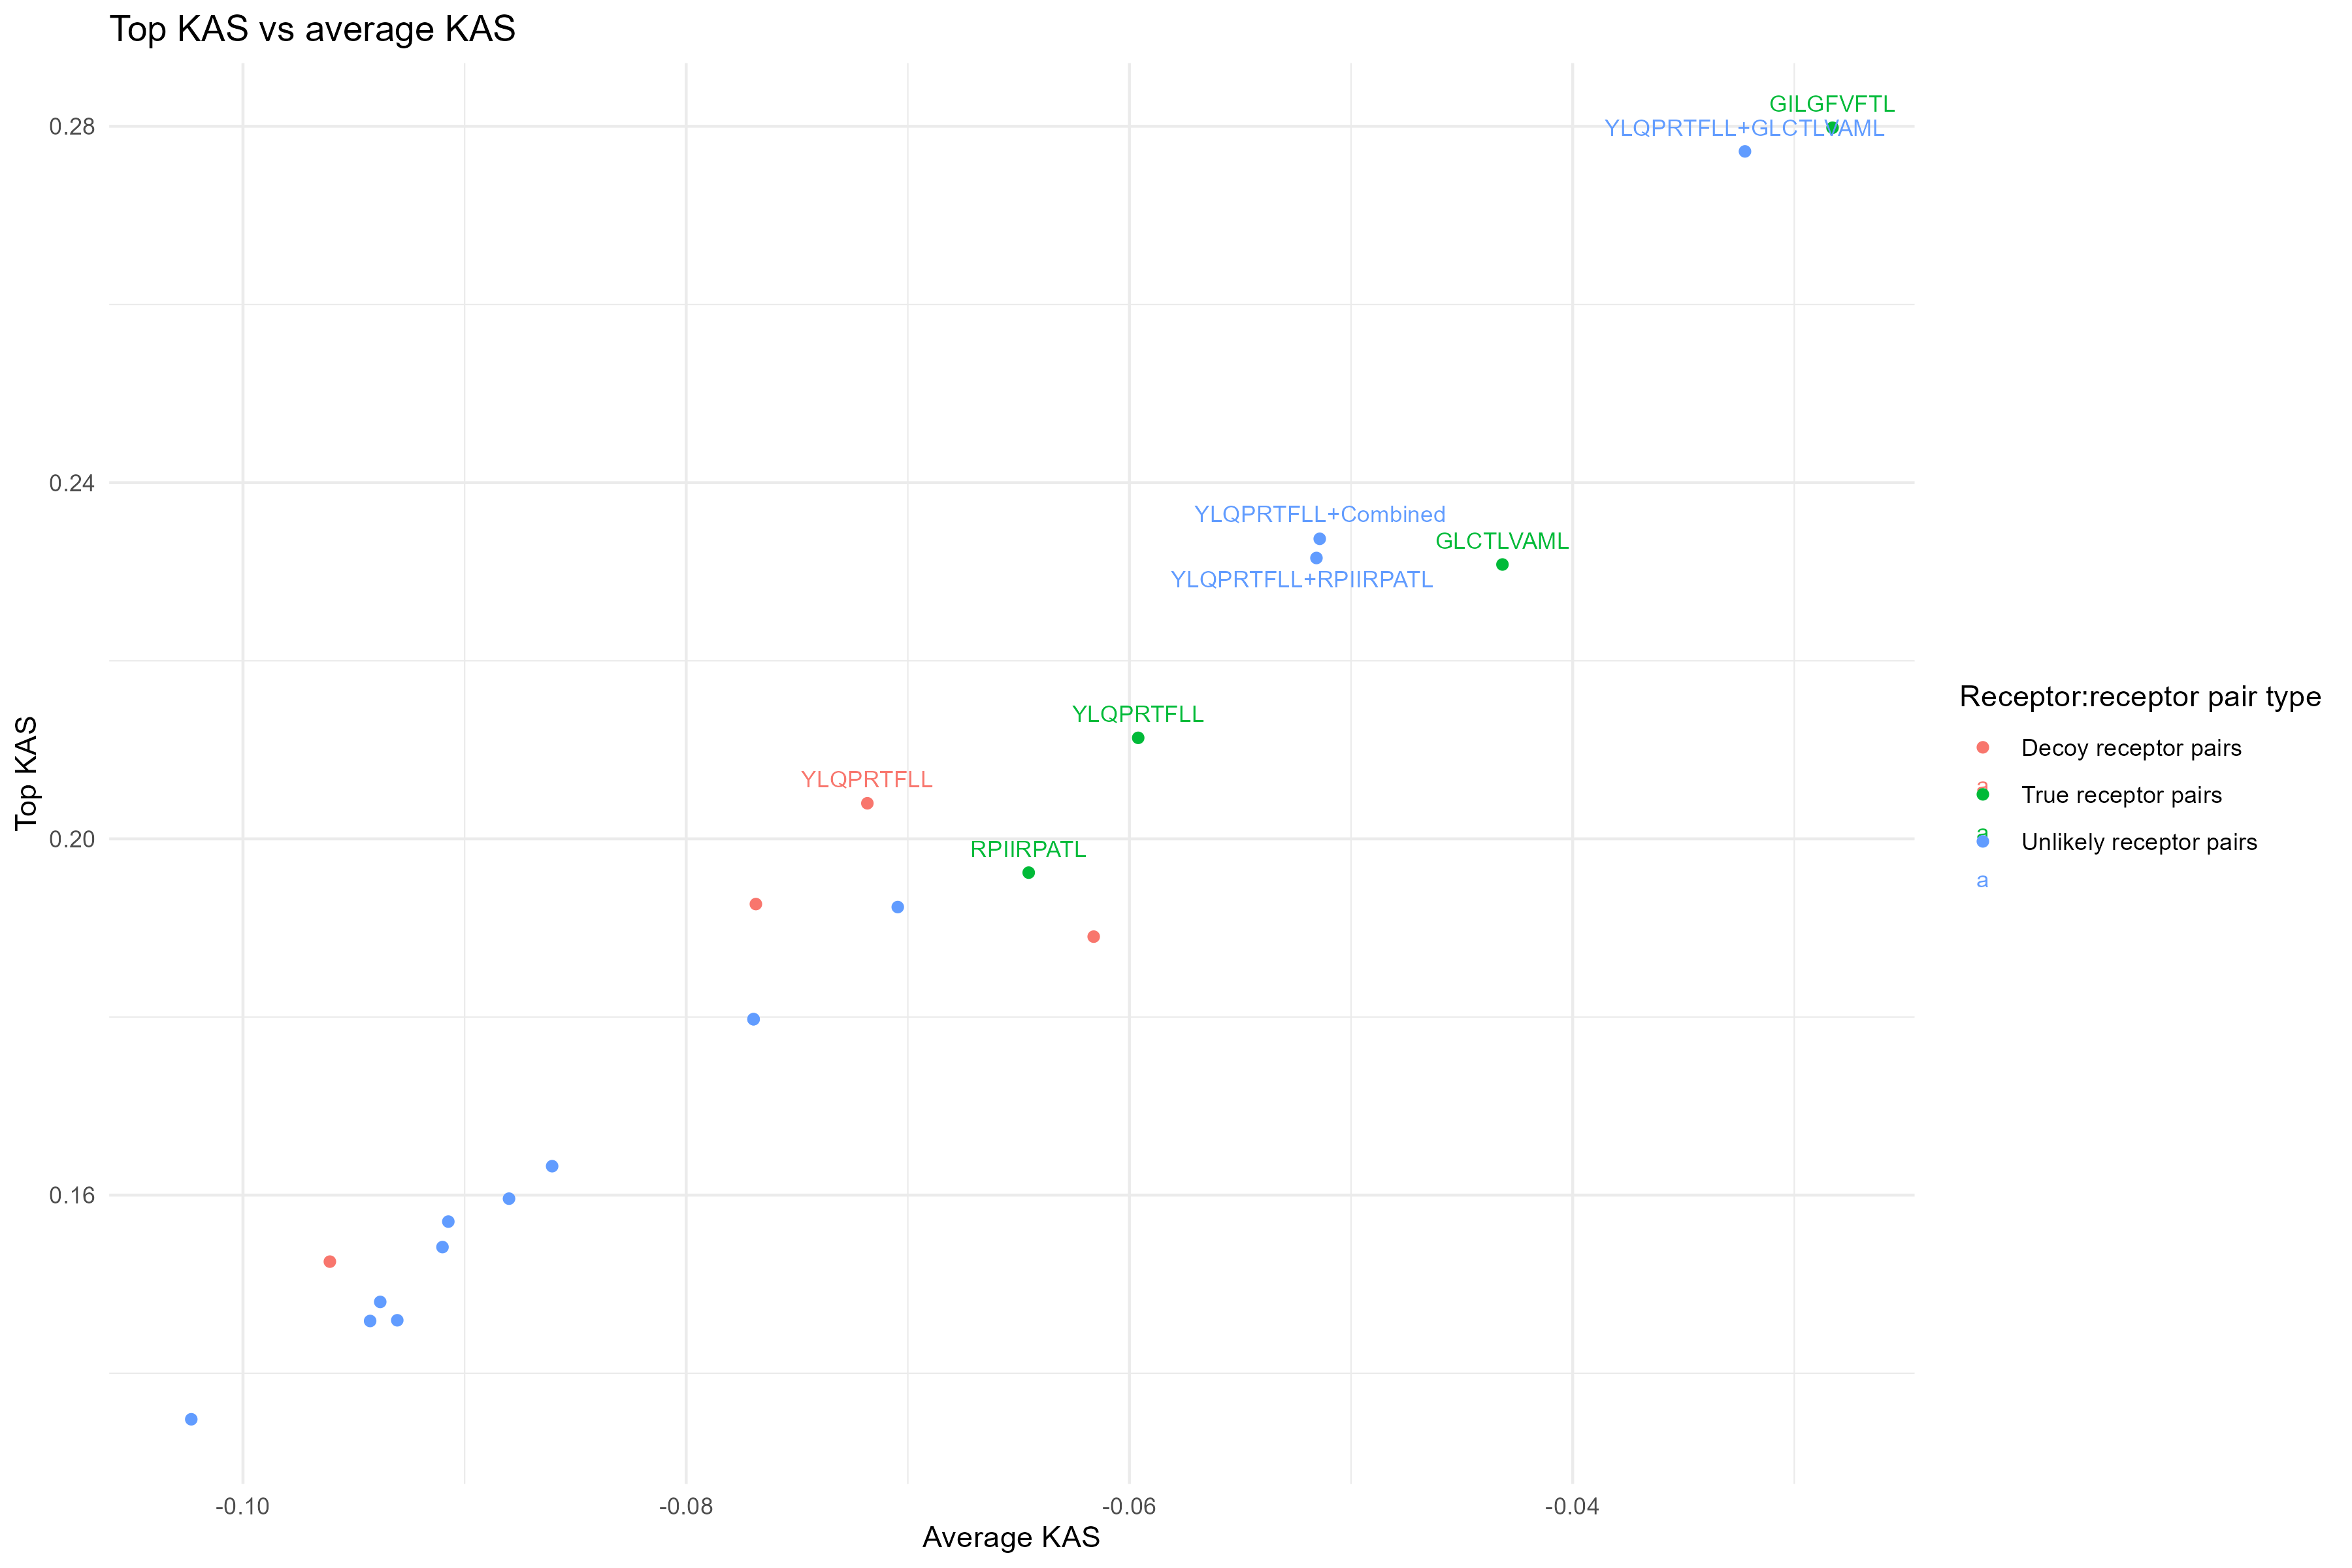 Top KAS vs average KAS
GILGFVFTL
YLQPRTFLL+GLCTLVAML
YLQPRTFLL+Combined
GLCTLVAML
YLQPRTFLL+RPIIRPATL
YLQPRTFLL
YLQPRTFLL
RPIIRPATL
0.28
0.24
0.20
0.16
Top KAS
-0.10
-0.08
-0.06
-0.04
Average KAS
Receptor:receptor pair type
Decoy receptor pairs
a
True receptor pairs
a
Unlikely receptor pairs
a